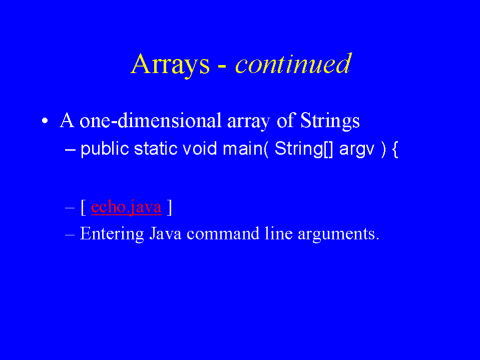 Arrays - continued
• A one-dimensional array of Strings
– public static void main( String[] argv ) {
– [ echo.java ]
– Entering Java command line arguments.